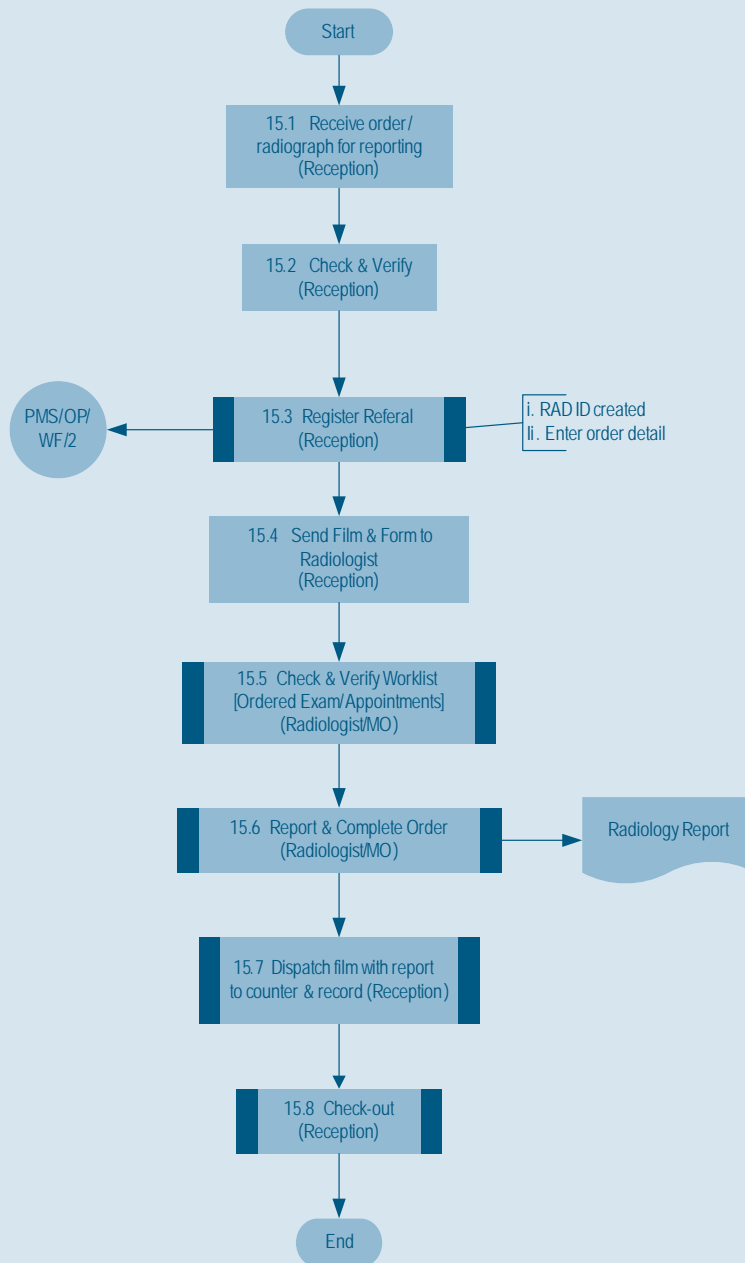 Start
15.1 Receive order/
radiograph for reporting
(Reception)
15.2 Check & Verify
(Reception)
PMS/OP/
WF/2
15.3 Register Referal
(Reception)
i. RAD ID created
Ii. Enter order detail
15.4 Send Film & Form to
Radiologist
(Reception)
15.5 Check & Verify Worklist
[Ordered Exam/Appointments]
(Radiologist/MO)
15.6 Report & Complete Order
(Radiologist/MO)
Radiology Report
15.7 Dispatch film with report
to counter & record (Reception)
15.8 Check-out
(Reception)
End